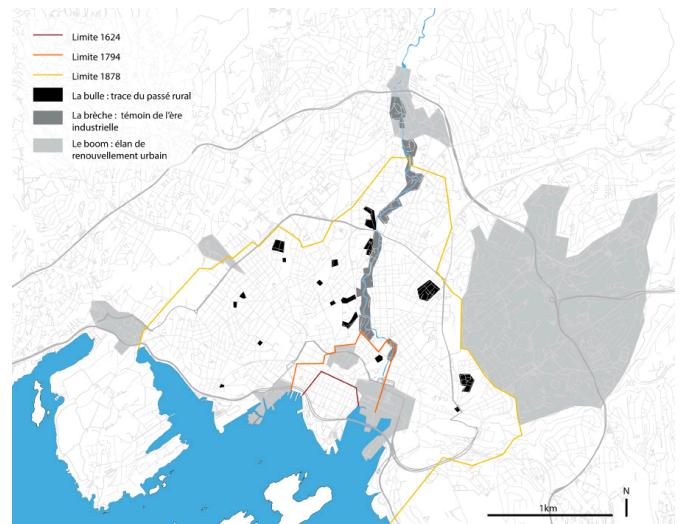 Limite 1624
Limite 1794
Limite 1878
La bulle : trace du passé rural
La brèche : témoin de l'ère
industrielle
Le boom : élan de
renouvellement urbain
1km
N